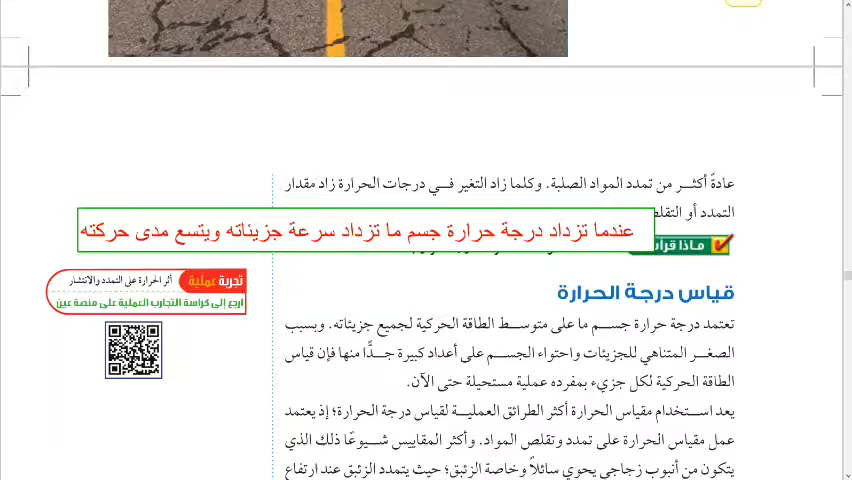 عادةً أكثر من تمدد المواد الصلبة. وكلما زاد التغير في درجات الحرارة زاد مقدار
التمدد أو
عندما تزداد درجة حرارة جسم ما تزداد سرعة جزيئاته ويتسع مدى حركته
ماذا
تجربة عملية أثر الحرارة على التمدد والانتشار
ارجع إلى كراسة التجارب العملية على منصة عين
قياس درجة الحرارة
تعتمد درجة حرارة جسم ما على متوسط الطاقة الحركية لجميع جزيئاته. وبسبب
الصغر المتناهي للجزيئات واحتواء الجسم على أعداد كبيرة جدًّا منها فإن قياس
الطاقة الحركية لكل جزيء بمفرده عملية مستحيلة حتى الآن.
يعد استخدام مقياس الحرارة أكثر الطرائق العملية لقياس درجة الحرارة؛ إذ يعتمد
عمل مقياس الحرارة على تمدد وتقلص المواد. وأكثر المقاييس شيوعًا ذلك الذي
يتكون من أنبوب زجاجي يحوي سائلاً وخاصة الزئبق؛ حيث يتمدد الزئبق عند ارتفاع